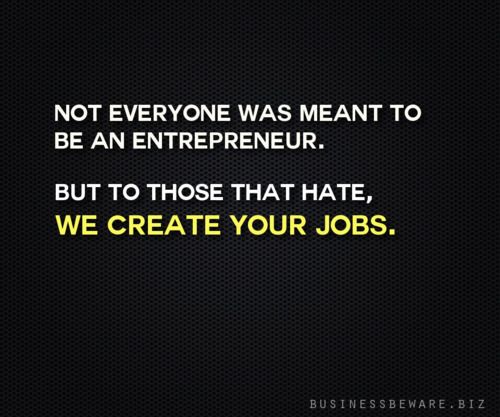 NOT EVERYONE WAS MEANT TO
BE AN ENTREPRENEUR.
BUT TO THOSE THAT HATE,
WE CREATE YOUR JOBS.
BUSINESSBEWARE.BIZ